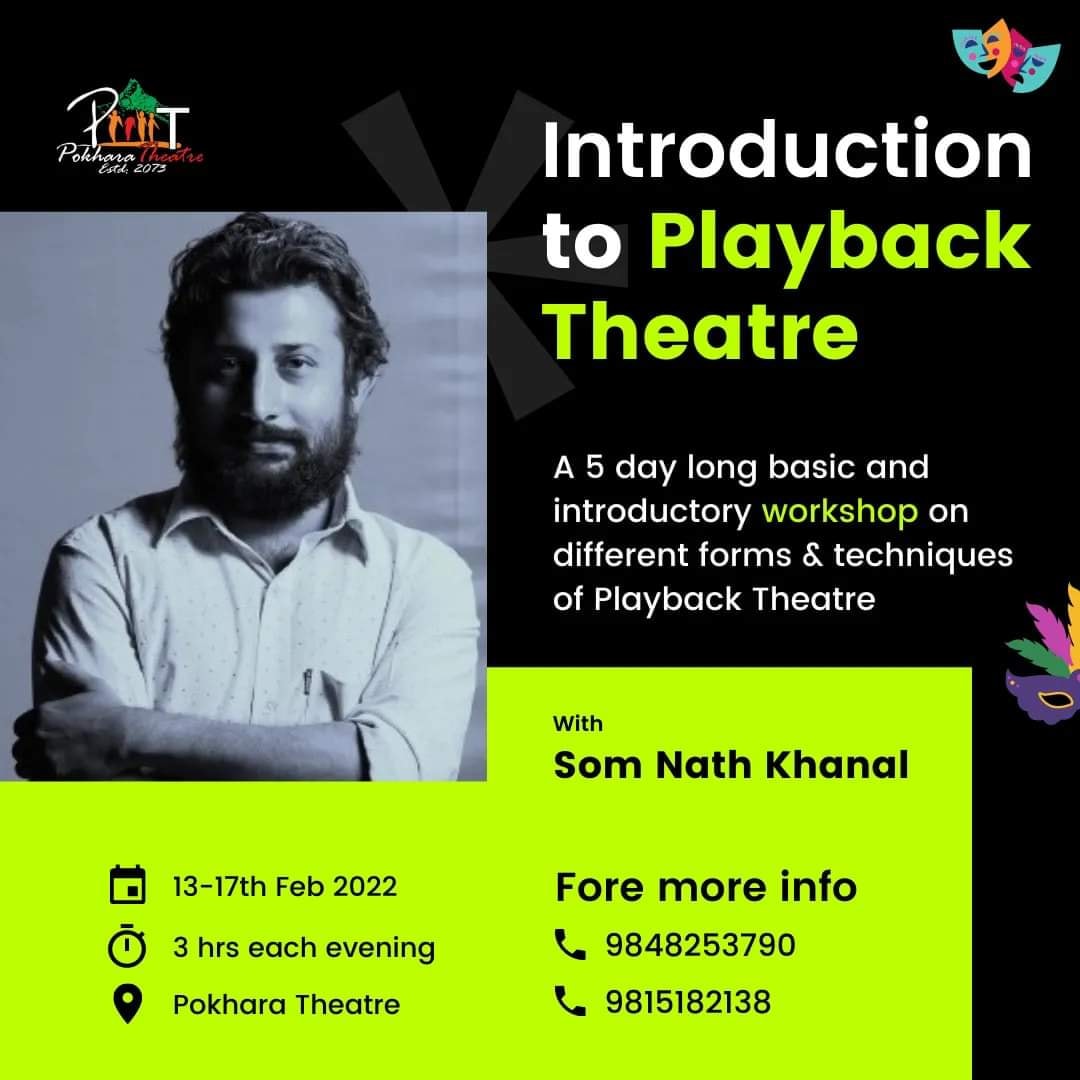 PT
Pokhara Theatre
Estd; 2073
Introduction
to Playback
Theatre
A 5 day long basic and
introductory workshop on
different forms & techniques
of Playback Theatre
With
Som Nath Khanal
13-17th Feb 2022
3 hrs each evening
Pokhara Theatre
Fore more info
9848253790
9815182138